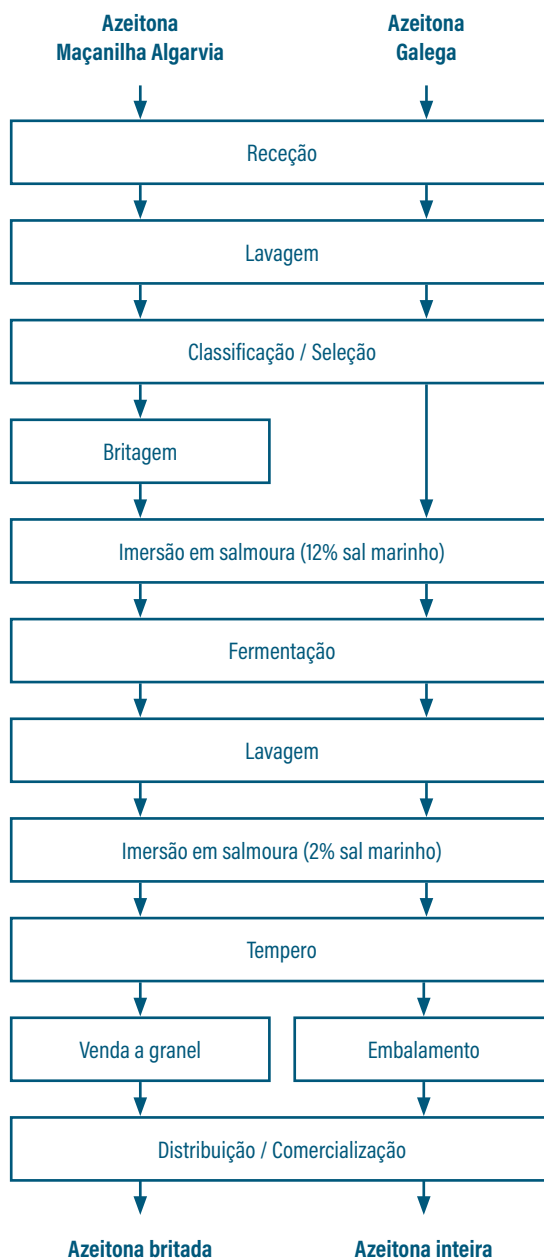 Azeitona
Maçanilha Algarvia
Azeitona
Galega
Receção
Lavagem
Classificação / Seleção
Britagem
Imersão em salmoura (12% sal marinho)
Fermentação
Lavagem
Imersão em salmoura (2% sal marinho)
Tempero
Venda a granel
Embalamento
Distribuição / Comercialização
Azeitona britada
Azeitona inteira